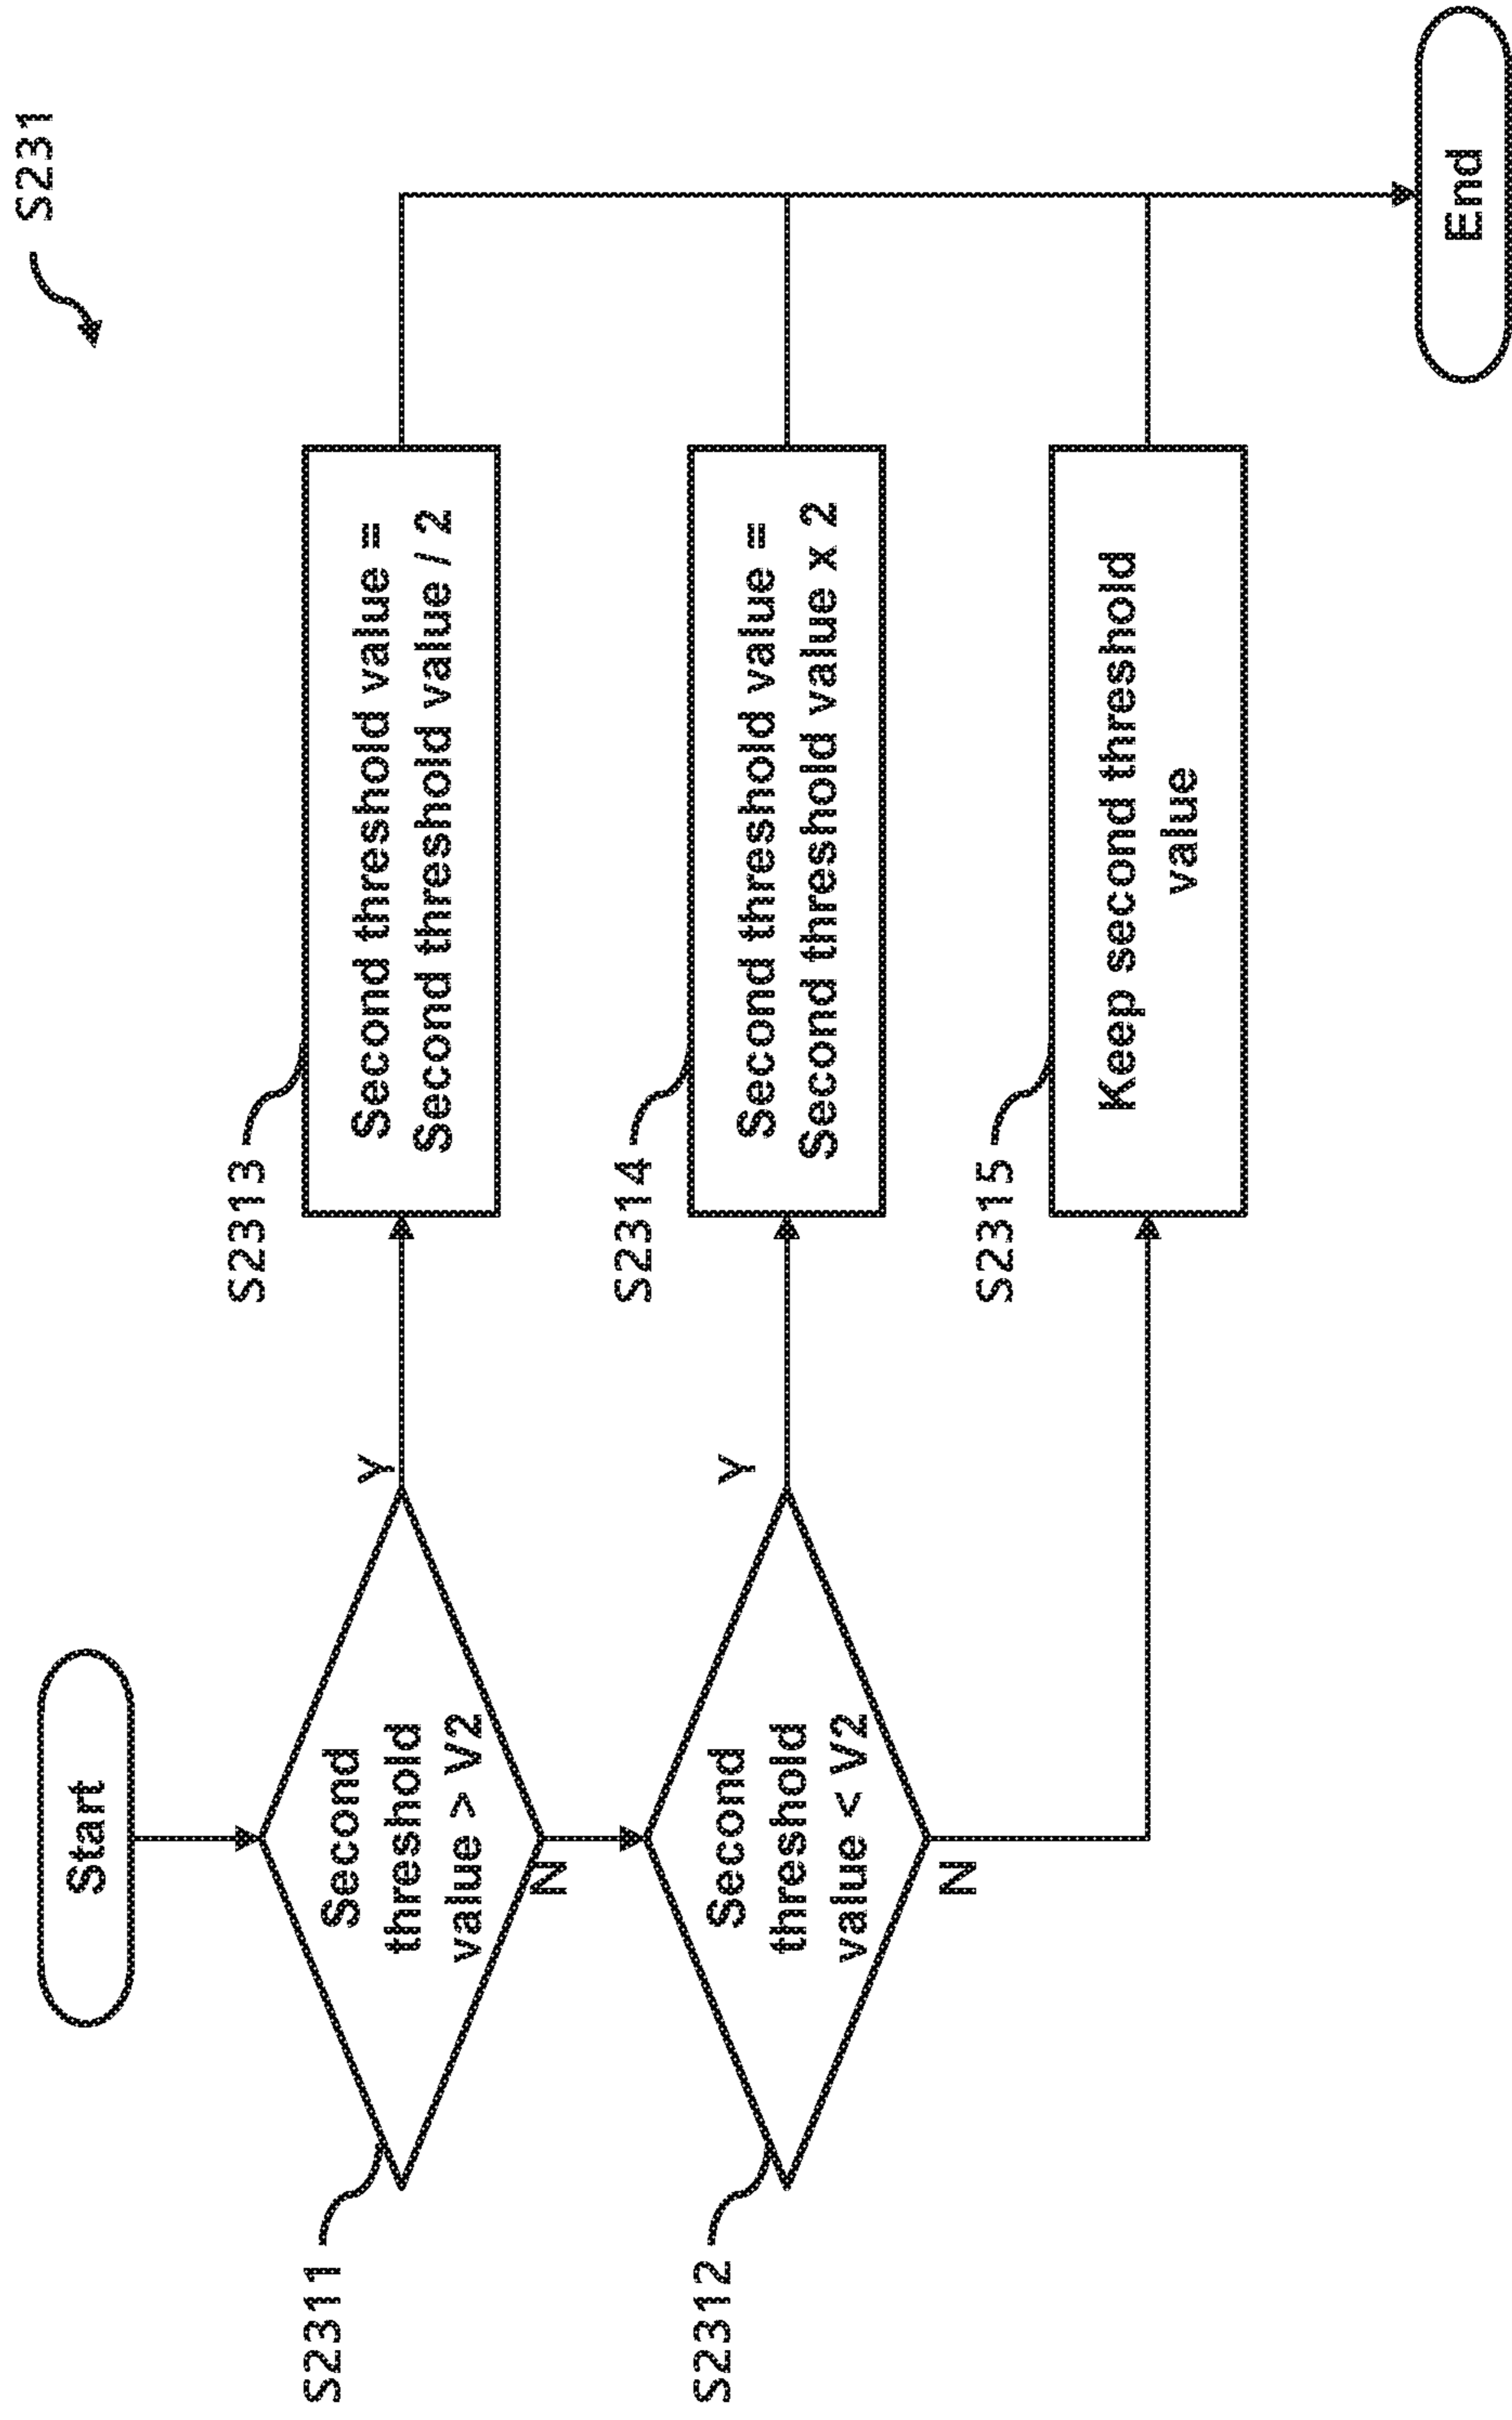 S231
Start
S2311
Second
threshold
value > V2
Y
N
S2313
Second threshold value =
Second threshold value / 2
S2312
Second
threshold
value < V2
Y
N
S2314
Second threshold value =
Second threshold value x 2
S2315
Keep second threshold
value
End